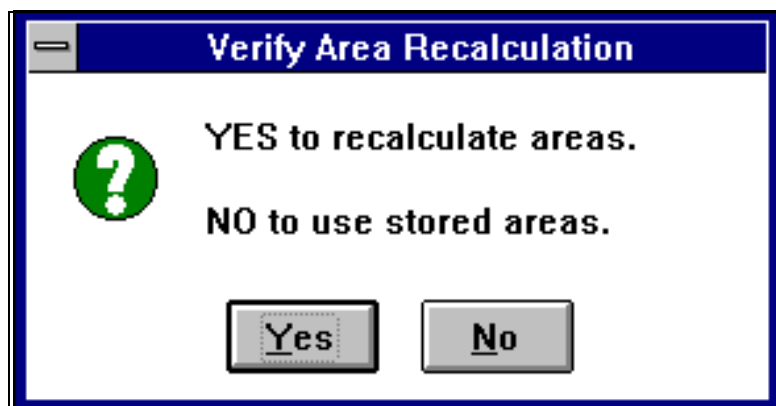 Verify Area Recalculation
YES to recalculate areas.
NO to use stored areas.
Yes
No